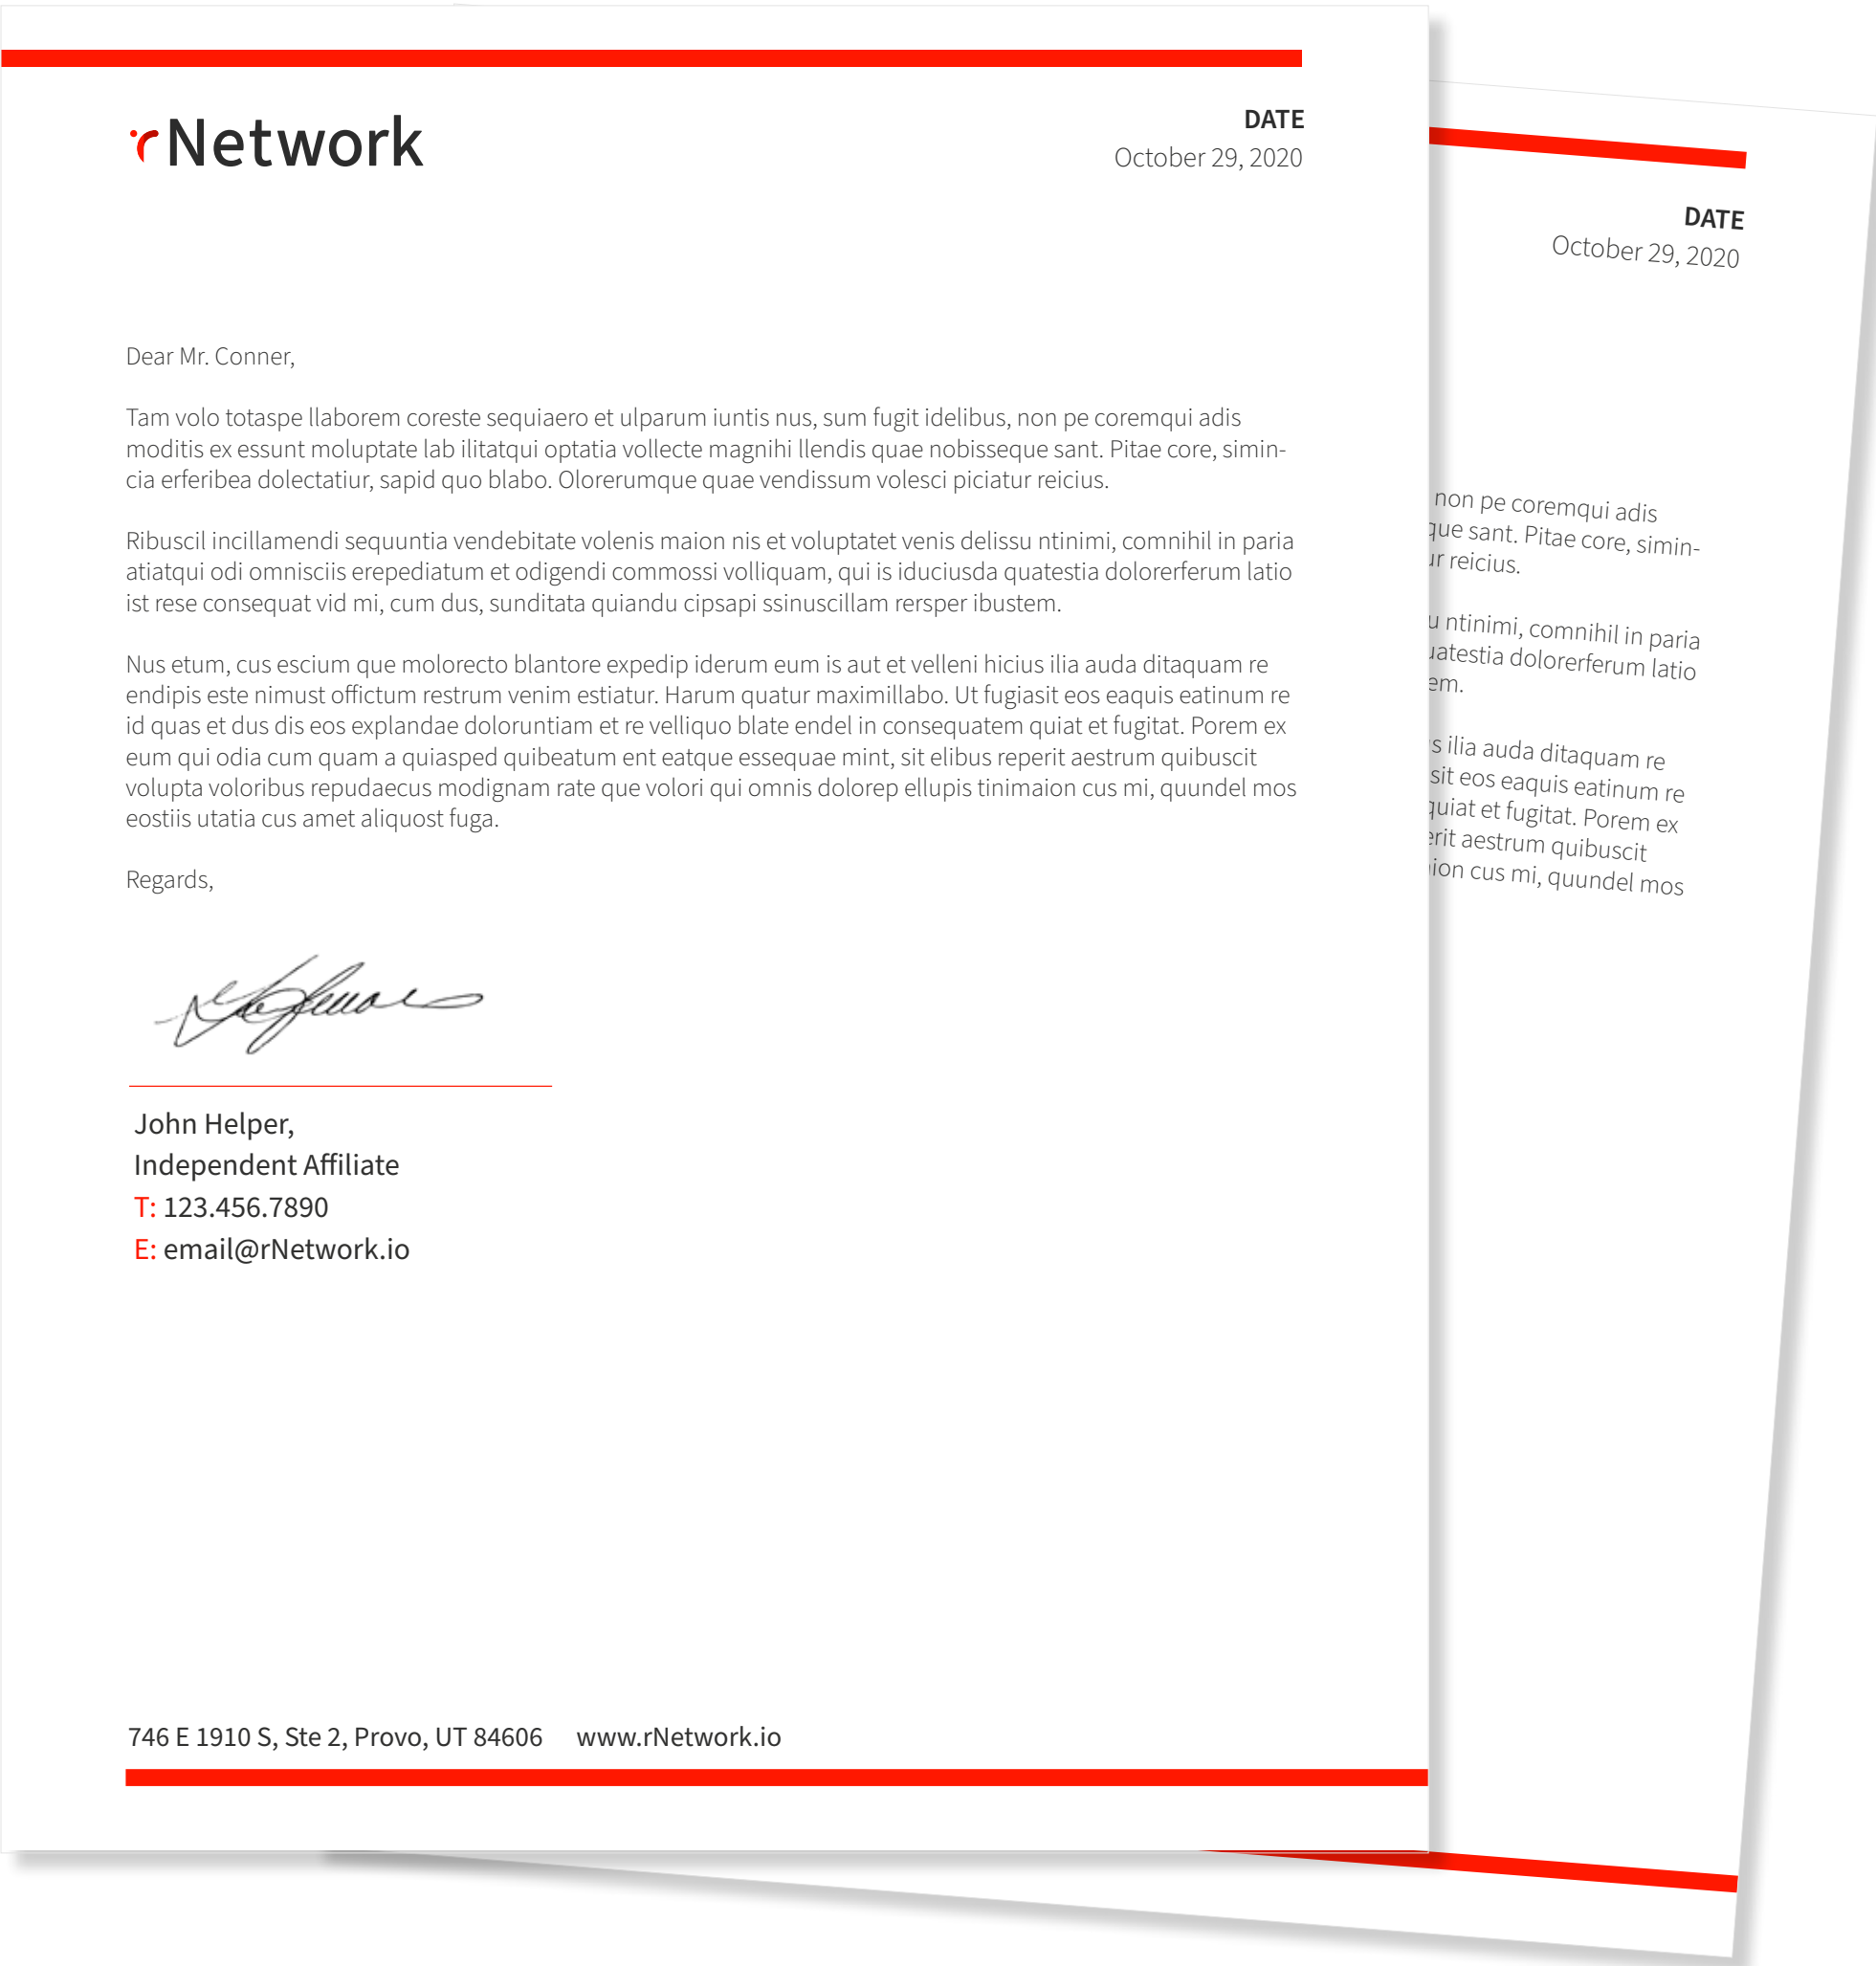 rNetwork
DATE
October 29, 2020
Dear Mr. Conner,
Tam volo totaspe llaborem coreste sequiaero et ulparum iuntis nus, sum fugit idelibus, non pe coremqui adis
moditis ex essunt moluptate lab ilitatqui optatia vollecte magnihi llendis quae nobisseque sant. Pitae core, simin-
cia erferibea dolectatiur, sapid quo blabo. Olorerumque quae vendissum volesci piciatur reicius.
Ribuscil incillamendi sequuntia vendebitate volenis maion nis et voluptatet venis delissu ntinimi, comnihil in paria
atiatqui odi omnisciis erepediatum et odigendi commossi volliquam, qui is iduciusda quatestia dolorerferum latio
ist rese consequat vid mi, cum dus, sunditata quiandu cipsapi ssinuscillam rersper ibustem.
Nus etum, cus escium que molorecto blantore expedip iderum eum is aut et velleni hicius ilia auda ditaquam re
endipis este nimust offictum restrum venim estiatur. Harum quatur maximillabo. Ut fugiasit eos eaquis eatinum re
id quas et dus dis eos explandae doloruntiam et re velliquo blate endel in consequatem quiat et fugitat. Porem ex
eum qui odia cum quam a quiasped quibeatum ent eatque essequae mint, sit elibus reperit aestrum quibuscit
volupta voloribus repudaecus modignam rate que volori qui omnis dolorep ellupis tinimaion cus mi, quundel mos
eostiis utatia cus amet aliquost fuga.
Regards,
John Helper,
Independent Affiliate
T: 123.456.7890
E: email@rNetwork.io
746 E 1910 S, Ste 2, Provo, UT 84606 www.rNetwork.io
DATE
October 29, 2020
non pe coremqui adis
que sant. Pitae core, simin-
ur reicius.
u ntinimi, comnihil in paria
uatestia dolorerferum latio
em.
s ilia auda ditaquam re
sit eos eaquis eatinum re
quiat et fugitat. Porem ex
erit aestrum quibuscit
aion cus mi, quundel mos